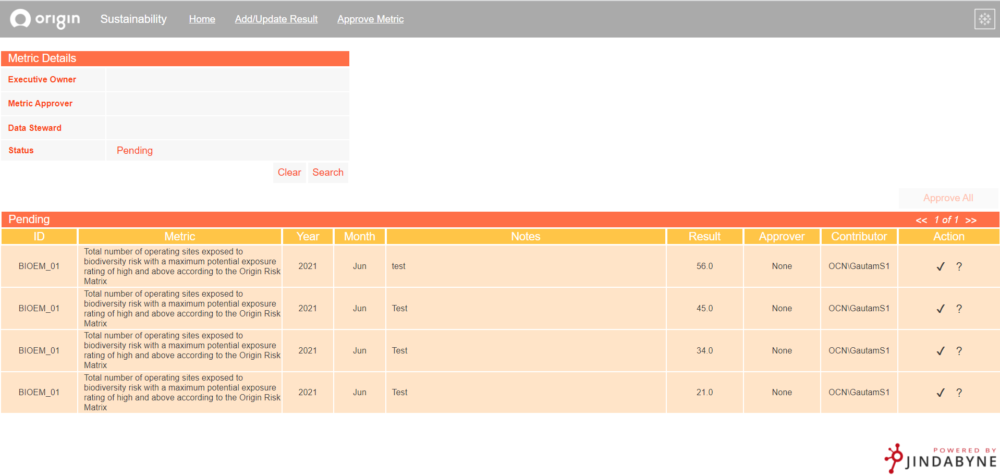 origin Sustainability Home Add/Update Result Approve Metric
Metric Details
Executive Owner
Metric Approver
Data Steward
Status Pending
Clear Search
Approve All
Pending << 1 of 1 >>
ID Metric Year Month Notes Result Approver Contributor Action
Total number of operating sites exposed to
biodiversity risk with a maximum potential exposure
BIOEM_01 rating of high and above according to the Origin Risk 2021 Jun test 56.0 None OCN\GautamS1 ✓ ?
Matrix
Total number of operating sites exposed to
biodiversity risk with a maximum potential exposure
BIOEM_01 rating of high and above according to the Origin Risk 2021 Jun Test 45.0 None OCN\GautamS1 ✓ ?
Matrix
Total number of operating sites exposed to
biodiversity risk with a maximum potential exposure
BIOEM_01 rating of high and above according to the Origin Risk 2021 Jun Test 34.0 None OCN\GautamS1 ✓ ?
Matrix
Total number of operating sites exposed to
biodiversity risk with a maximum potential exposure
BIOEM_01 rating of high and above according to the Origin Risk 2021 Jun Test 21.0 None OCN\GautamS1 ✓ ?
Matrix
POWERED BY
JINDABYNE